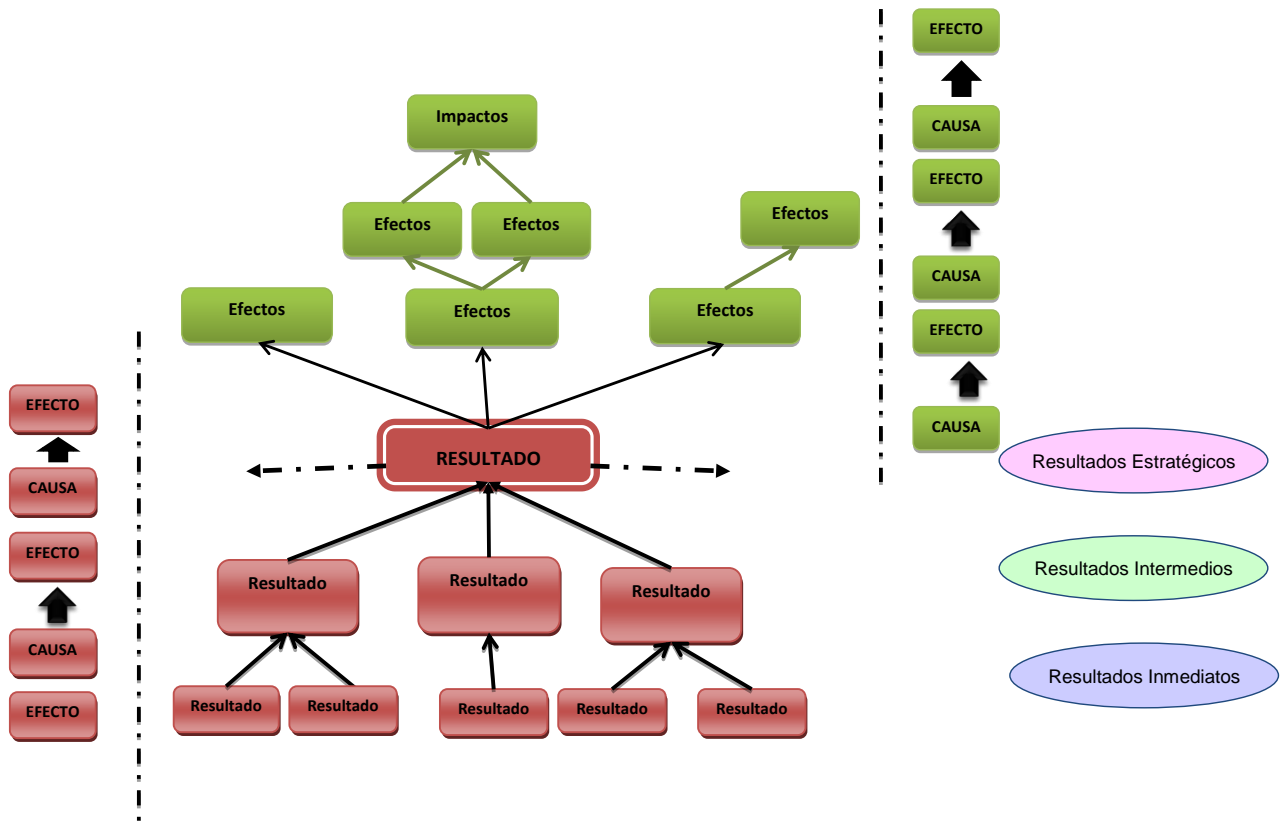 EFECTO
Impactos
CAUSA
EFECTO
Efectos
Efectos
Efectos
CAUSA
Efectos
Efectos
Efectos
EFECTO
EFECTO
CAUSA
RESULTADO
Resultados Estratégicos
CAUSA
EFECTO
Resultado
Resultado
Resultado
Resultados Intermedios
CAUSA
Resultados Inmediatos
EFECTO
Resultado
Resultado
Resultado
Resultado
Resultado